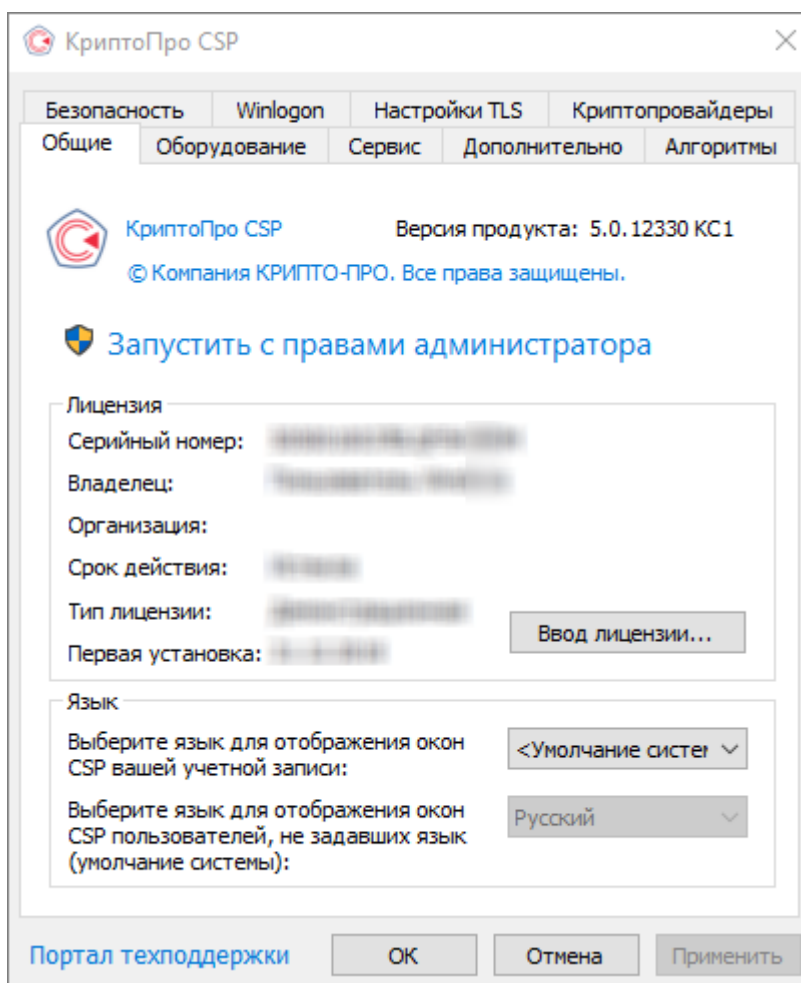 КриптоПро CSP
Безопасность Winlogon Настройки TLS Криптопровайдеры
Общие Оборудование Сервис Дополнительно Алгоритмы
КриптоПро CSP Версия продукта: 5.0.12330 КС1
© Компания КРИПТО-ПРО. Все права защищены.
Запустить с правами администратора
Лицензия
Серийный номер:
Владелец:
Организация:
Срок действия:
Тип лицензии:
Ввод лицензии...
Первая установка:
Язык
Выберите язык для отображения окон
CSP вашей учетной записи:
<Умолчание систем
Выберите язык для отображения окон
CSP пользователей, не задавших язык
(умолчание системы):
Русский
Портал техподдержки ОК Отмена Применить